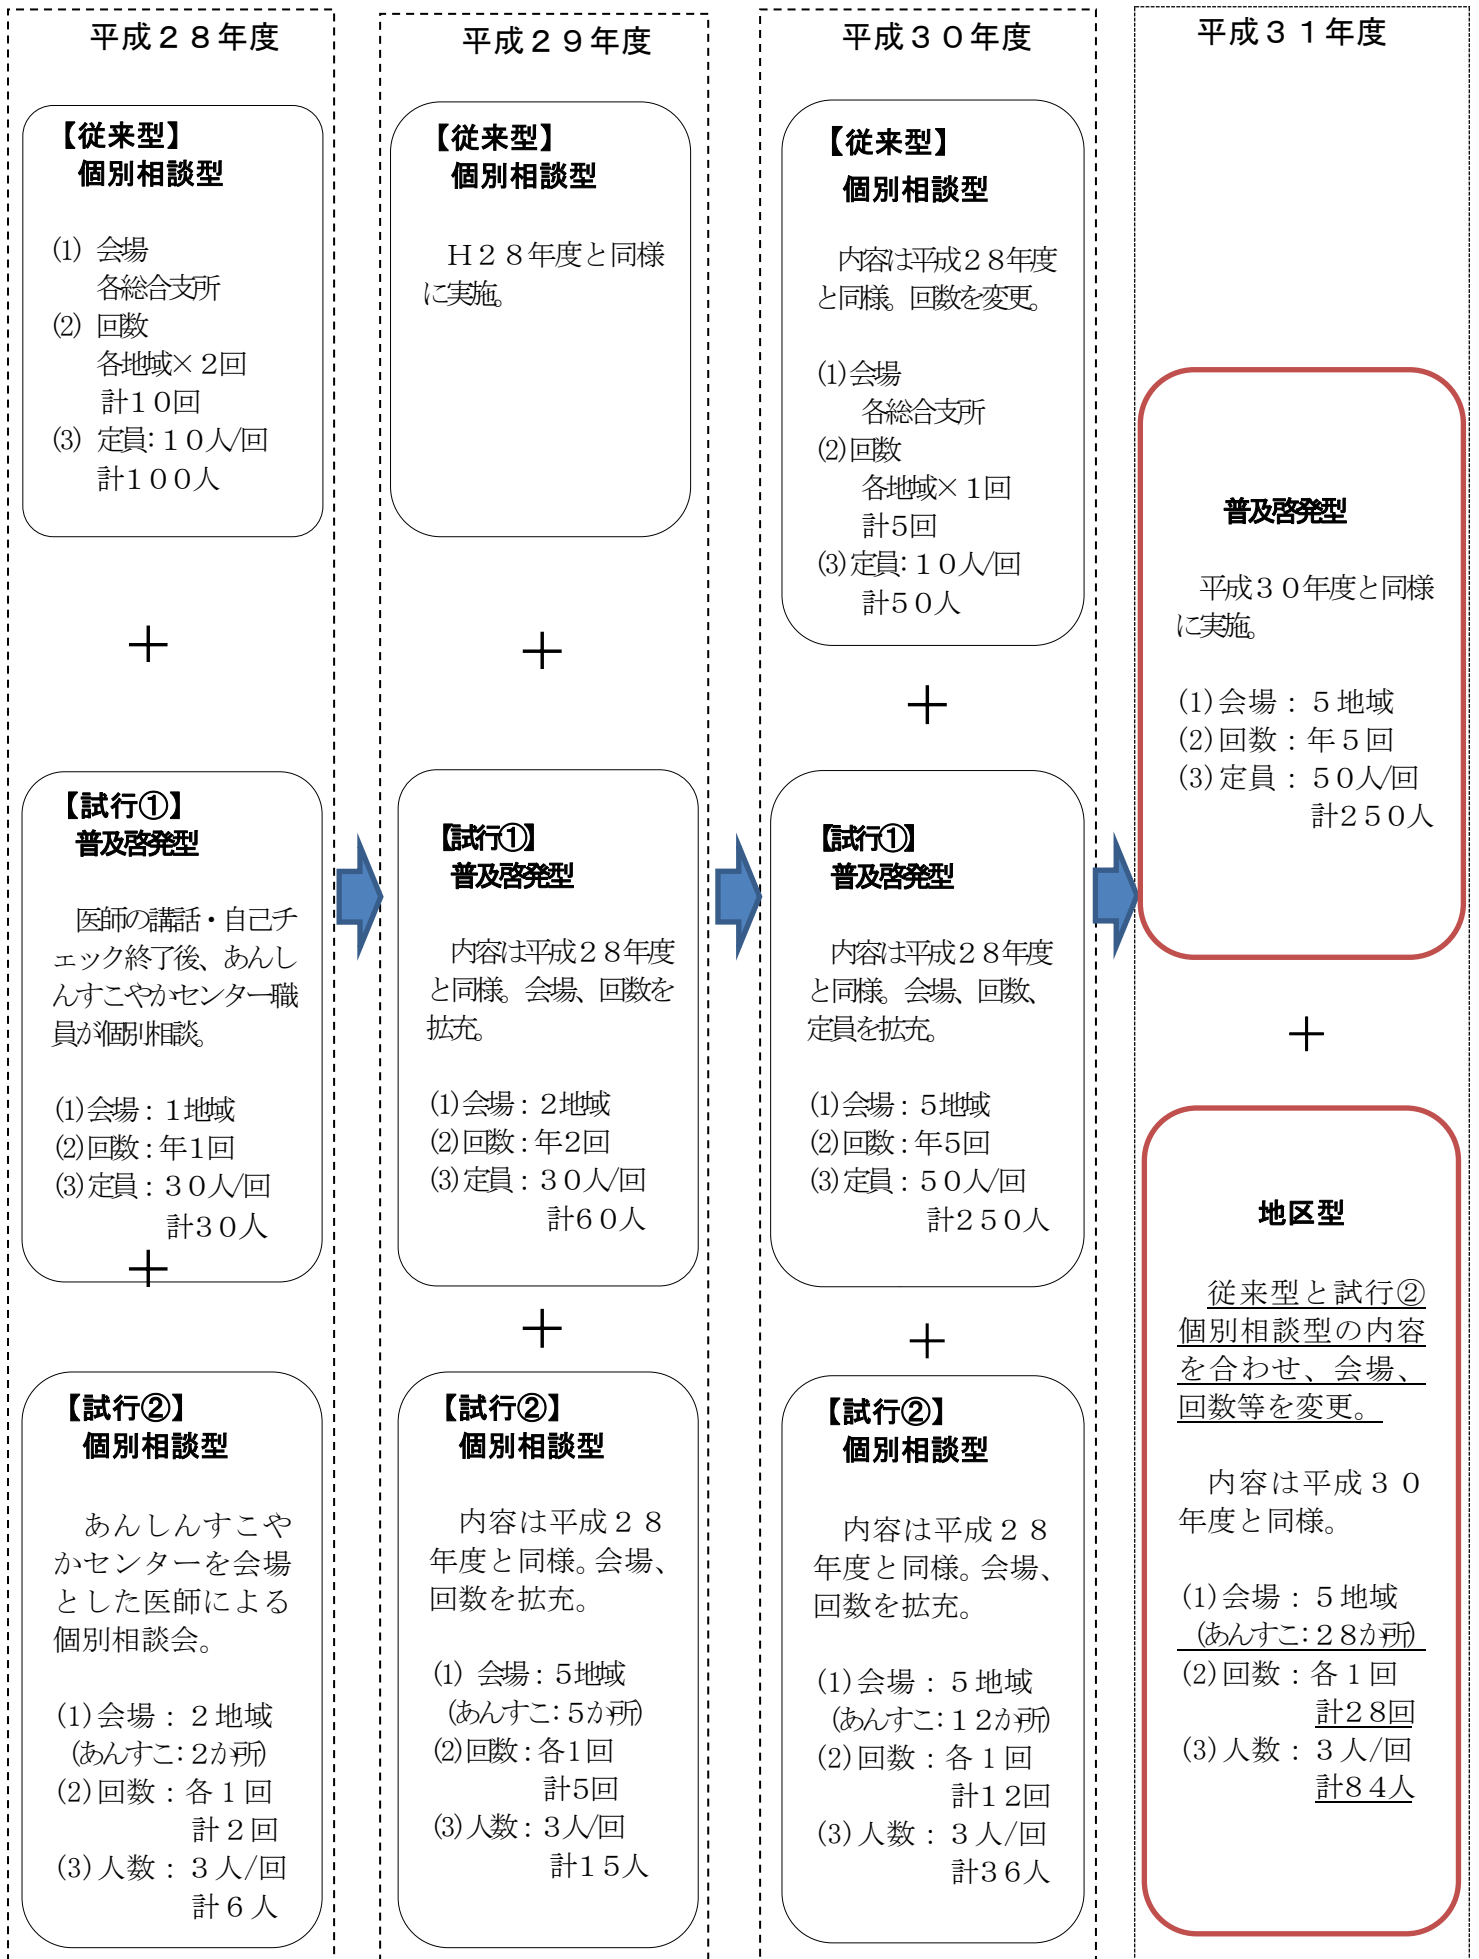 平成２８年度
【従来型】
個別相談型
(1) 会場
各総合支所
(2) 回数
各地域×２回
計１０回
(3) 定員：１０人/回
計１００人
＋
【試行①】
普及啓発型
医師の講話・自己チ
ェック終了後、あんし
んすこやかセンター職
員が個別相談。
(1)会場：１地域
(2)回数：年１回
(3)定員：３０人/回
計３０人
＋
【試行②】
個別相談型
あんしんすこや
かセンターを会場
とした医師による
個別相談会。
(1)会場：２地域
(あんすこ：２か所)
(2)回数：各１回
計２回
(3)人数：３人/回
計６人
平成２９年度
【従来型】
個別相談型
Ｈ２８年度と同様
に実施。
＋
【試行①】
普及啓発型
内容は平成２８年度
と同様。会場、回数を
拡充。
(1)会場：２地域
(2)回数：年２回
(3)定員：３０人/回
計６０人
＋
【試行②】
個別相談型
内容は平成２８
年度と同様。会場、
回数を拡充。
(1) 会場：５地域
(あんすこ：５か所)
(2)回数：各１回
計５回
(3)人数：３人/回
計１５人
平成３０年度
【従来型】
個別相談型
内容は平成２８年度
と同様。回数を変更。
(1)会場
各総合支所
(2)回数
各地域×１回
計５回
(3)定員：１０人/回
計５０人
＋
【試行①】
普及啓発型
内容は平成２８年度
と同様。会場、回数、
定員を拡充。
(1)会場：５地域
(2)回数：年５回
(3)定員：５０人/回
計２５０人
＋
【試行②】
個別相談型
内容は平成２８
年度と同様。会場、
回数を拡充。
(1)会場：５地域
(あんすこ：１２か所)
(2)回数：各１回
計１２回
(3)人数：３人/回
計３６人
平成３１年度
普及啓発型
平成３０年度と同様
に実施。
(1)会場：５地域
(2)回数：年５回
(3)定員：５０人/回
計２５０人
＋
地区型
従来型と試行②
個別相談型の内容
を合わせ、会場、
回数等を変更。
内容は平成３０
年度と同様。
(1)会場：５地域
(あんすこ：２８か所)
(2)回数：各１回
計２８回
(3)人数：３人/回
計８４人